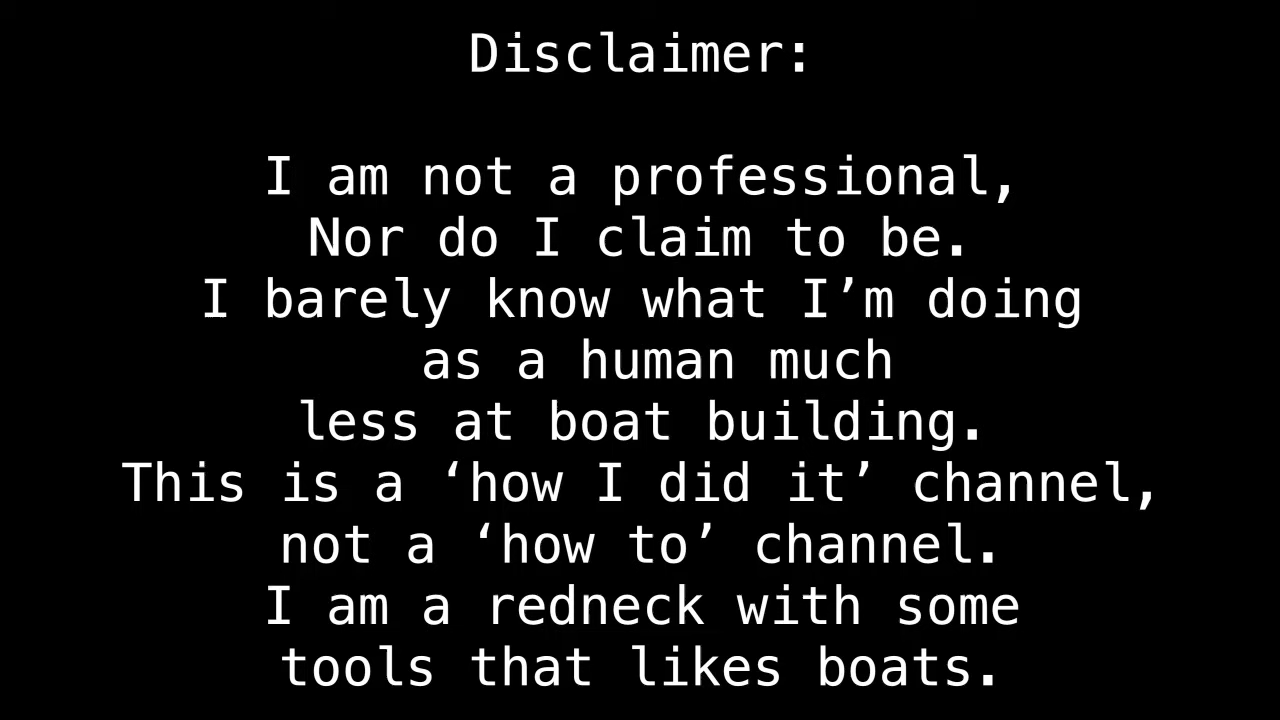 Disclaimer:
I am not a professional,
Nor do I claim to be.
I barely know what I’m doing
as a human much
less at boat building.
This is a ‘how I did it’ channel,
not a ‘how to’ channel.
I am a redneck with some
tools that likes boats.